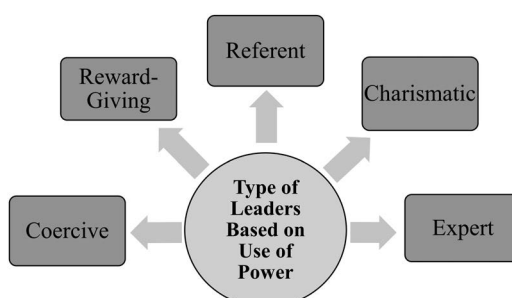 Referent
Reward-
Giving
Charismatic
Type of
Leaders
Based on
Use of
Power
Coercive
Expert